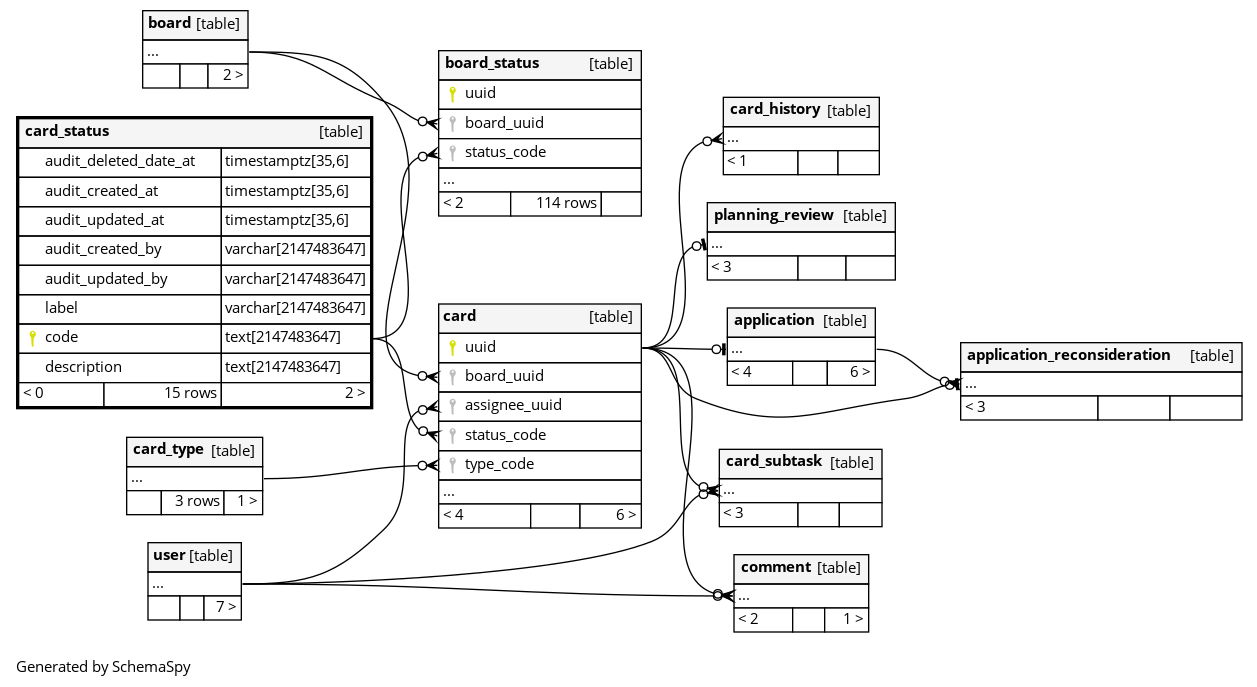 board [table]
...
2 >
card_status [table]
audit_deleted_date_at timestamptz[35,6]
audit_created_at timestamptz[35,6]
audit_updated_at timestamptz[35,6]
audit_created_by varchar[2147483647]
audit_updated_by varchar[2147483647]
label varchar[2147483647]
code text[2147483647]
description text[2147483647]
< 0 15 rows 2 >
card_type [table]
...
3 rows 1 >
user [table]
...
7 >
board_status [table]
uuid
board_uuid
status_code
...
< 2 114 rows
card [table]
uuid
board_uuid
assignee_uuid
status_code
type_code
...
< 4 6 >
card_history [table]
...
< 1
planning_review [table]
...
< 3
application [table]
...
< 4 6 >
card_subtask [table]
...
< 3
comment [table]
...
< 2 1 >
application_reconsideration [table]
...
< 3
Generated by SchemaSpy